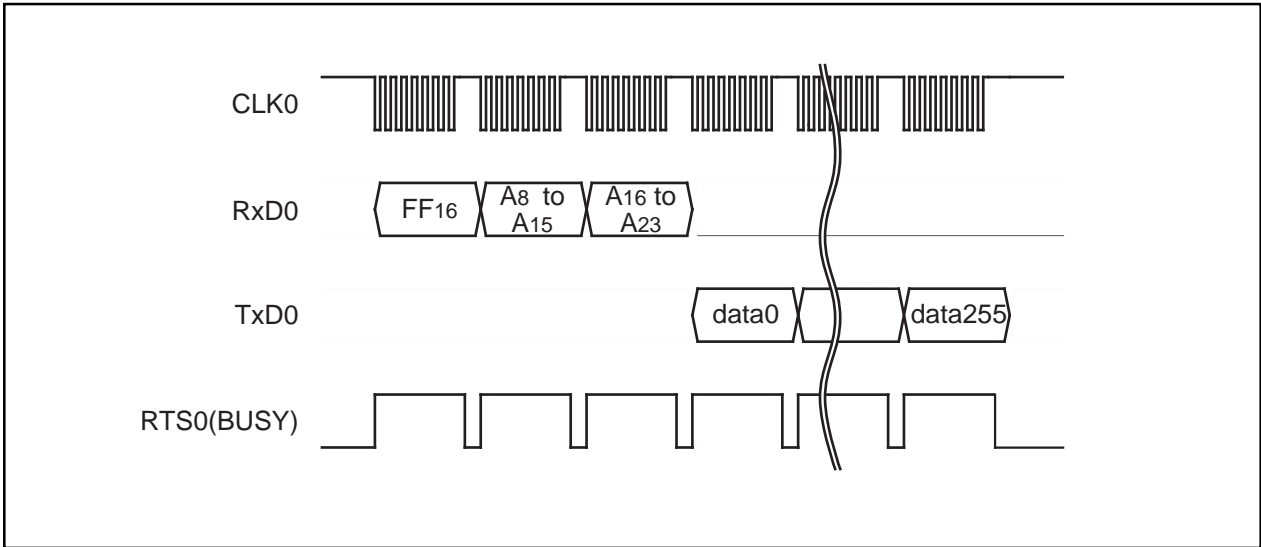 CLK0
RxD0
FF16
A8 to
A15
A16 to
A23
TxD0
data0
data255
RTS0(BUSY)